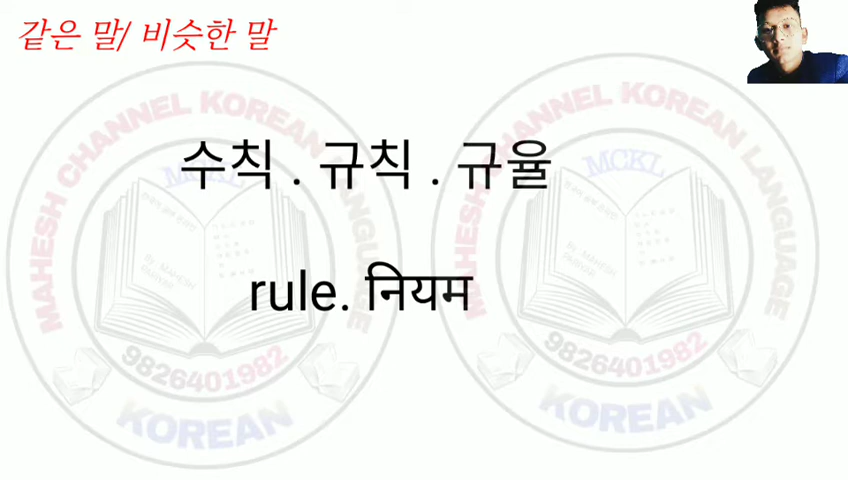 같은 말/ 비슷한 말
수칙 . 규칙 . 규율
rule. नियम
MAHESH CHANNEL KOREAN LANGUAGE
MCKL
9826401982
KOREAN
MAHESH CHANNEL KOREAN LANGUAGE
MCKL
9826401982
KOREAN